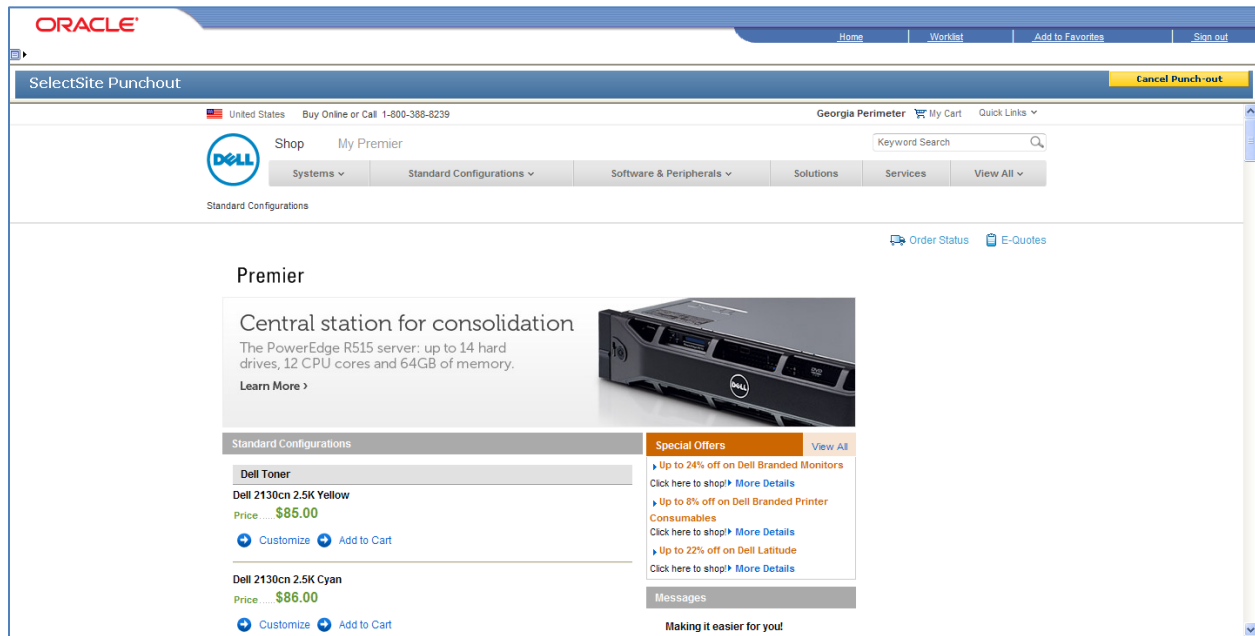 ORACLE
Home Worklist Add to Favorites Sign out
SelectSite Punchout
Cancel Punch-out
United States Buy Online or Call 1-800-388-8239
Georgia Perimeter My Cart Quick Links
DELL
Shop My Premier
Keyword Search
Systems Standard Configurations Software & Peripherals Solutions Services View All
Standard Configurations
Order Status E-Quotes
Premier
Central station for consolidation
The PowerEdge R515 server: up to 14 hard
drives, 12 CPU cores and 64GB of memory.
Learn More ›
DELL
Standard Configurations
Dell Toner
Dell 2130cn 2.5K Yellow
Price.....$85.00
Customize Add to Cart
Dell 2130cn 2.5K Cyan
Price.....$86.00
Customize Add to Cart
Special Offers View All
Up to 24% off on Dell Branded Monitors
Click here to shop! More Details
Up to 8% off on Dell Branded Printer
Consumables
Click here to shop! More Details
Up to 22% off on Dell Latitude
Click here to shop! More Details
Messages
Making it easier for you!